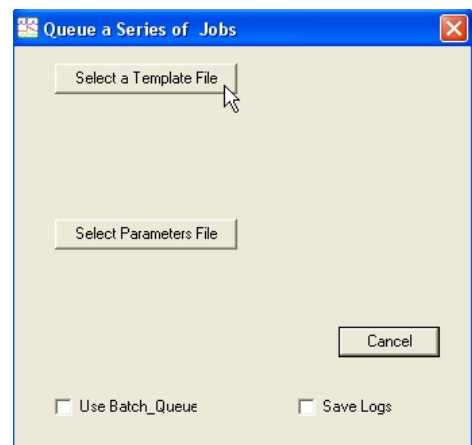 Queue a Series of Jobs
Select a Template File
Select Parameters File
Cancel
Use Batch_Queue
Save Logs